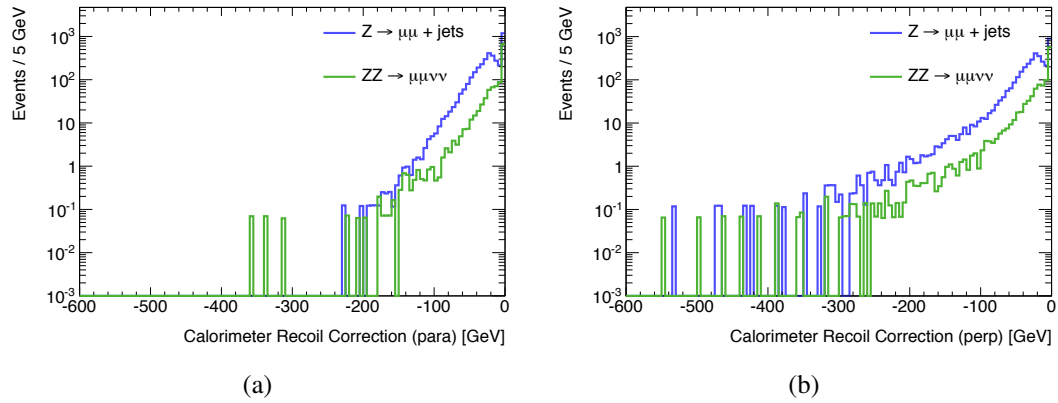 Events / 5 GeV
10³
10²
10
1
10⁻¹
10⁻²
10⁻³
Z → μμ + jets
ZZ → μμνν
-600 -500 -400 -300 -200 -100 0
Calorimeter Recoil Correction (para) [GeV]
(a)
Events / 5 GeV
10³
10²
10
1
10⁻¹
10⁻²
10⁻³
Z → μμ + jets
ZZ → μμνν
-600 -500 -400 -300 -200 -100 0
Calorimeter Recoil Correction (perp) [GeV]
(b)